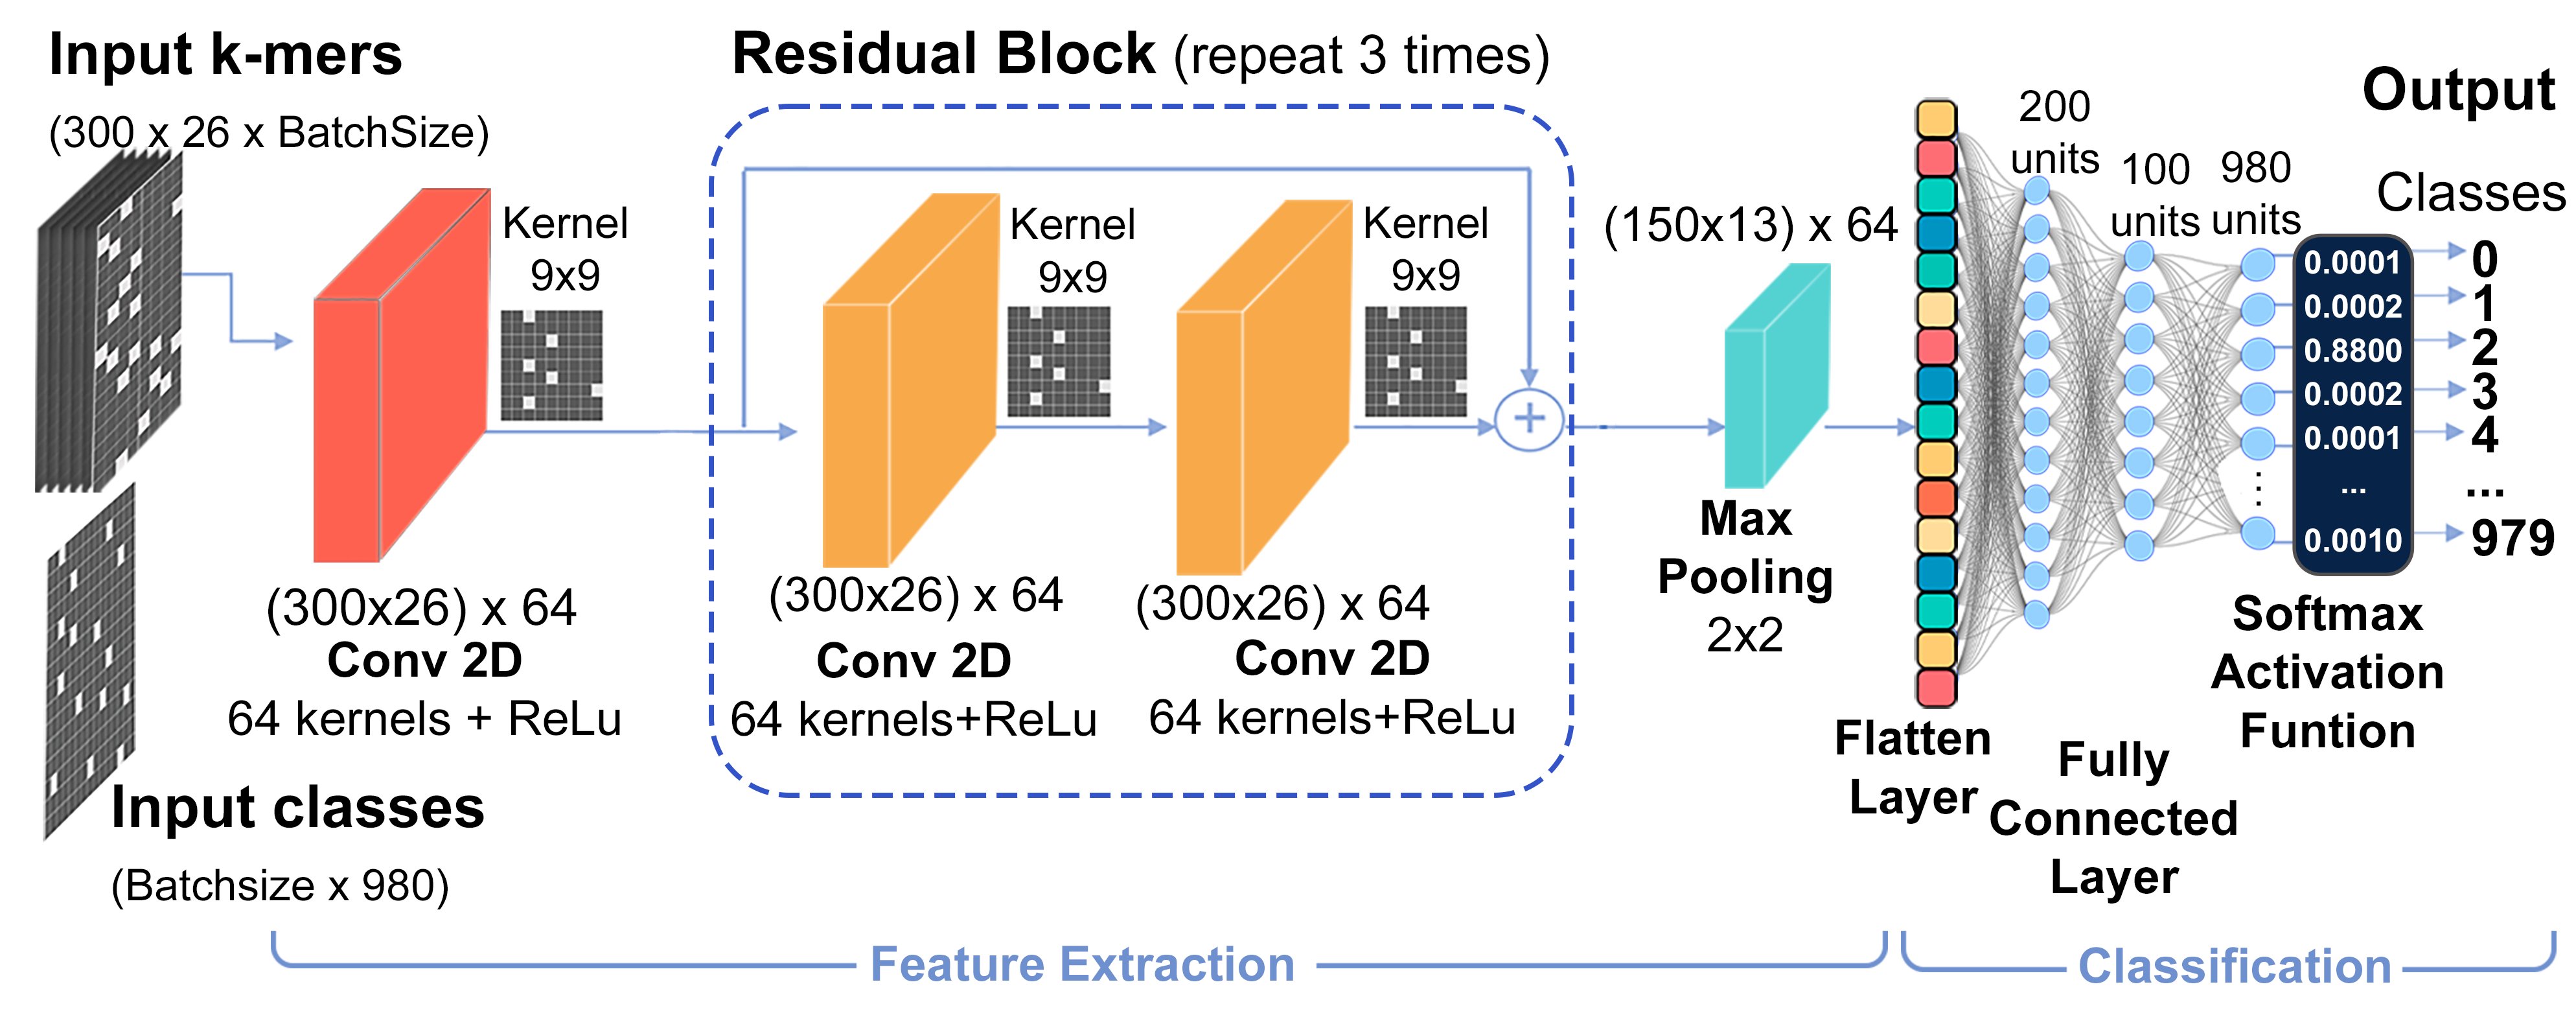 Input k-mers
(300 x 26 x BatchSize)
Residual Block (repeat 3 times)
Kernel
9x9
Kernel
9x9
Kernel
9x9
(300x26) x 64
Conv 2D
64 kernels + ReLu
(300x26) x 64
Conv 2D
64 kernels+ReLu
(300x26) x 64
Conv 2D
64 kernels+ReLu
+
Input classes
(Batchsize x 980)
(150x13) x 64
Max
Pooling
2x2
Flatten
Layer
200
units
100
units
980
units
Fully
Connected
Layer
Output
Classes
0.0001
0
0.0002
1
0.8800
2
0.0002
3
0.0001
4
...
...
0.0010
979
Softmax
Activation
Funtion
Feature Extraction
Classification